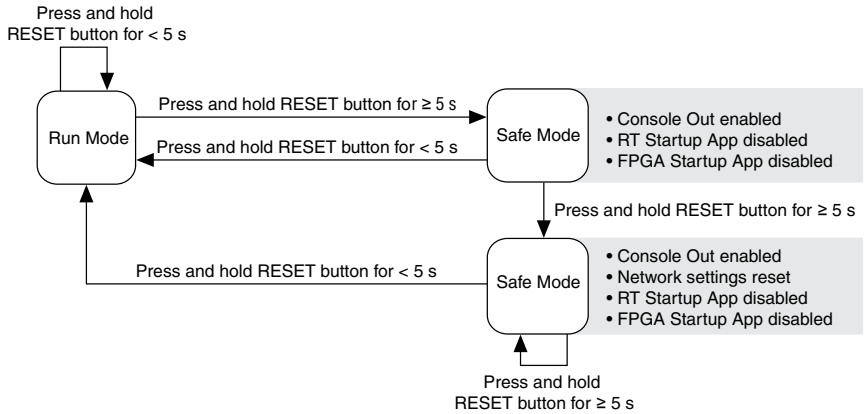 Press and hold
RESET button for < 5 s
Press and hold RESET button for ≥ 5 s
Run Mode
Safe Mode
• Console Out enabled
• RT Startup App disabled
• FPGA Startup App disabled
Press and hold RESET button for < 5 s
Press and hold RESET button for ≥ 5 s
Press and hold RESET button for < 5 s
Safe Mode
• Console Out enabled
• Network settings reset
• RT Startup App disabled
• FPGA Startup App disabled
Press and hold
RESET button for ≥ 5 s